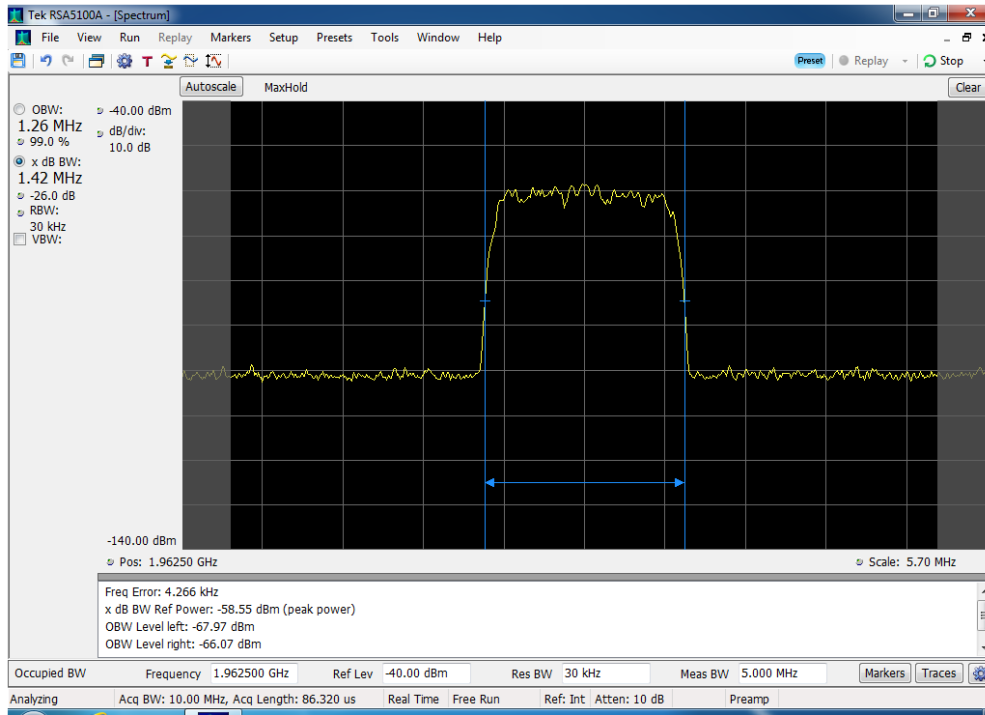 Tek RSA5100A - [Spectrum]
File View Run Replay Markers Setup Presets Tools Window Help
T Preset Replay Stop
Autoscale MaxHold Clear
OBW:
1.26 MHz
99.0 %
x dB BW:
1.42 MHz
-26.0 dB
RBW:
30 kHz
VBW:
-40.00 dBm
dB/div:
10.0 dB
-140.00 dBm
Pos: 1.96250 GHz Scale: 5.70 MHz
Freq Error: 4.266 kHz
x dB BW Ref Power: -58.55 dBm (peak power)
OBW Level left: -67.97 dBm
OBW Level right: -66.07 dBm
Occupied BW Frequency 1.962500 GHz Ref Lev -40.00 dBm Res BW 30 kHz Meas BW 5.000 MHz Markers Traces
Analyzing Acq BW: 10.00 MHz, Acq Length: 86.320 us Real Time Free Run Ref: Int Atten: 10 dB Preamp